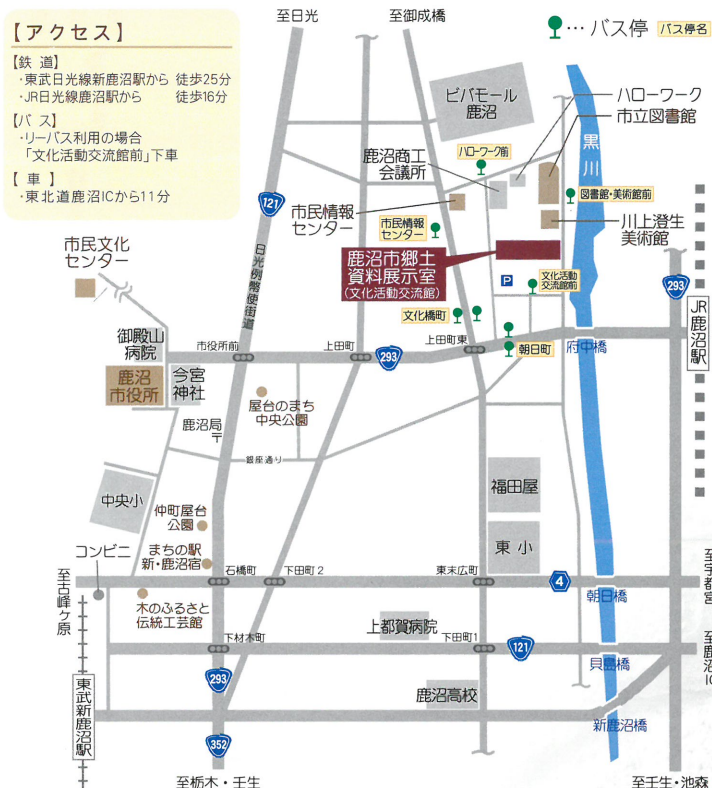 【アクセス】
【鉄 道】
・東武日光線新鹿沼駅から 徒歩25分
・JR日光線鹿沼駅から 徒歩16分
【バ ス】
・リーバス利用の場合
「文化活動交流館前」下車
【 車 】
・東北道鹿沼ICから11分
至日光
至御成橋
… バス停 バス停名
ビバモール
鹿沼
ハローワーク
市立図書館
黒川
鹿沼商工
会議所
ハローワーク前
図書館・美術館前
121
市民情報
センター
市民情報
センター
川上澄生
美術館
日光例幣使街道
鹿沼市郷土
資料展示室
(文化活動交流館)
P
文化活動
交流館前
市民文化
センター
293
JR鹿沼駅
文化橋町
御殿山
病院
市役所前
上田町
293
上田町東
朝日町
府中橋
鹿沼
市役所
今宮
神社
屋台のまち
中央公園
鹿沼局
〒
銀座通り
中央小
福田屋
仲町屋台
公園
東 小
コンビニ
まちの駅
新・鹿沼宿
至古峰ヶ原
石橋町
下田町2
東末広町
4
朝日橋
至宇都宮
木のふるさと
伝統工芸館
上都賀病院
下材木町
下田町1
121
貝島橋
至鹿沼IC
293
鹿沼高校
東武新鹿沼駅
新鹿沼橋
352
至栃木・壬生
至壬生・池森